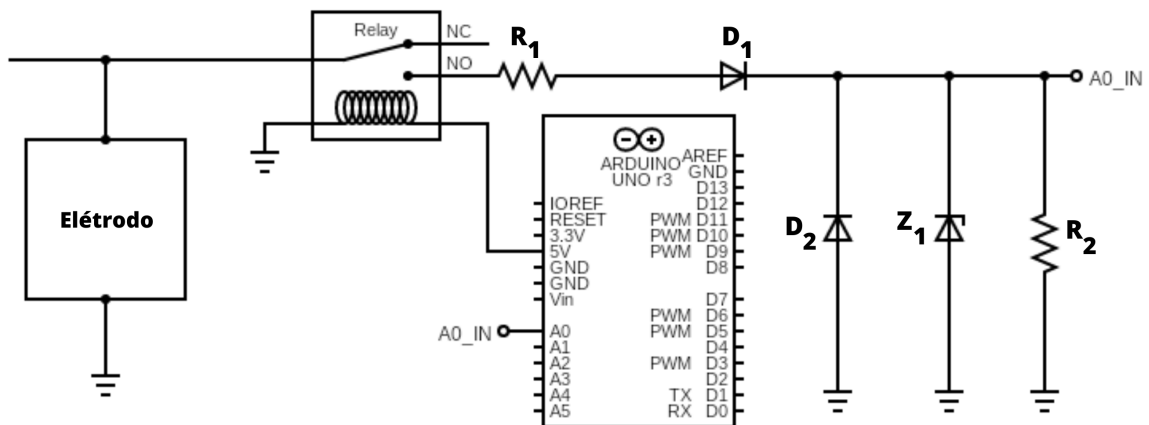 Relay
NC
NO
R1
D1
A0_IN
Elétrodo
ARDUINO
UNO r3
AREF
GND
D13
IOREF
D12
RESET
PWM D11
3.3V
PWM D10
5V
PWM D9
GND
D8
GND
Vin
D7
PWM D6
A0_IN
A0
PWM D5
A1
D4
A2
PWM D3
A3
D2
A4
TX D1
A5
RX D0
D2
Z1
R2